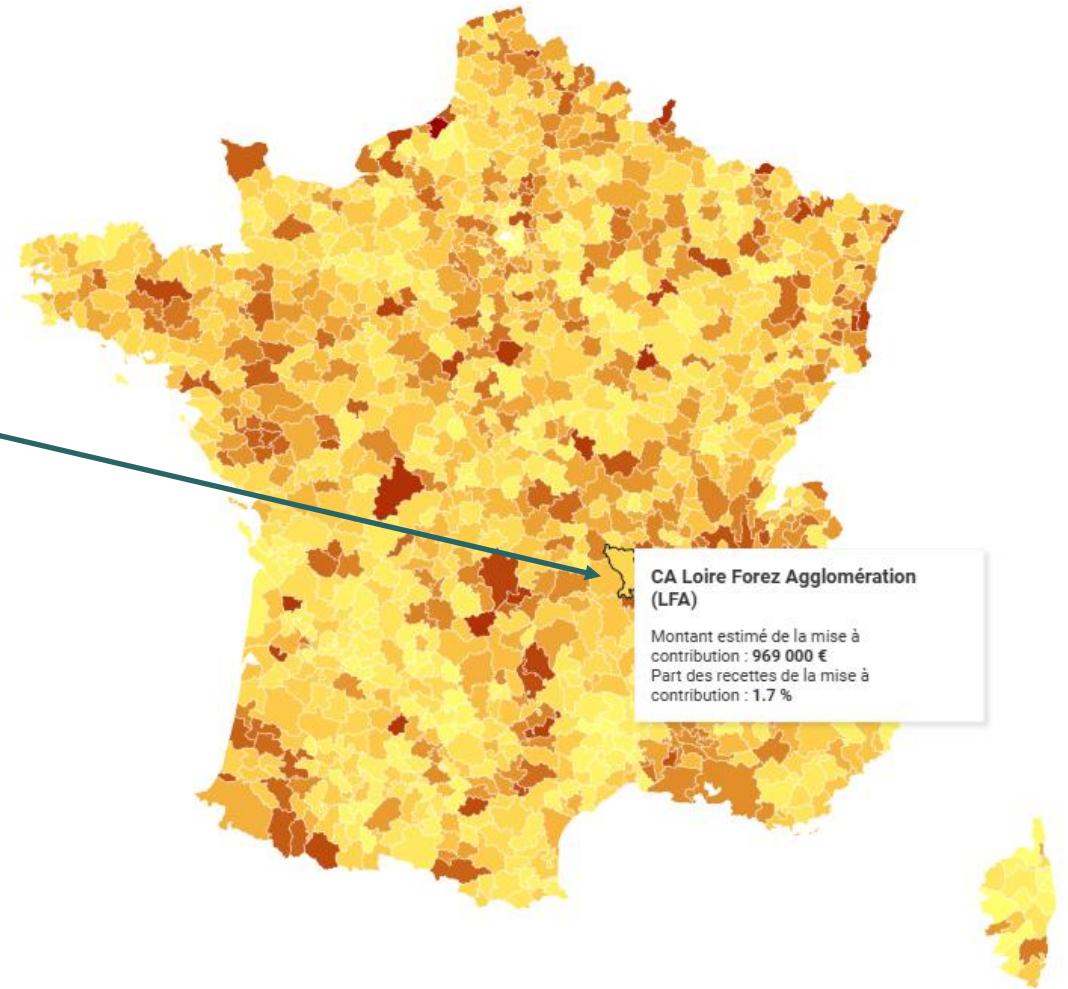 CA Loire Forez Agglomération
(LFA)
Montant estimé de la mise à
contribution : 969 000 €
Part des recettes de la mise à
contribution : 1.7 %